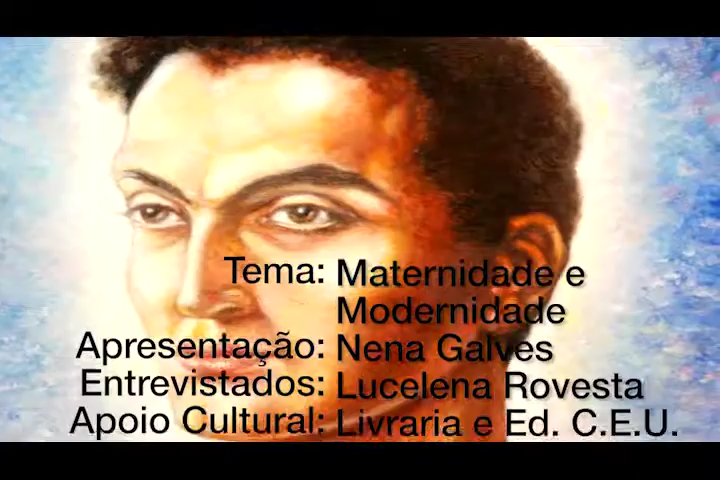 Tema: Maternidade e
Modernidade
Apresentação: Nena Galves
Entrevistados: Lucelena Rovesta
Apoio Cultural: Livraria e Ed. C.E.U.